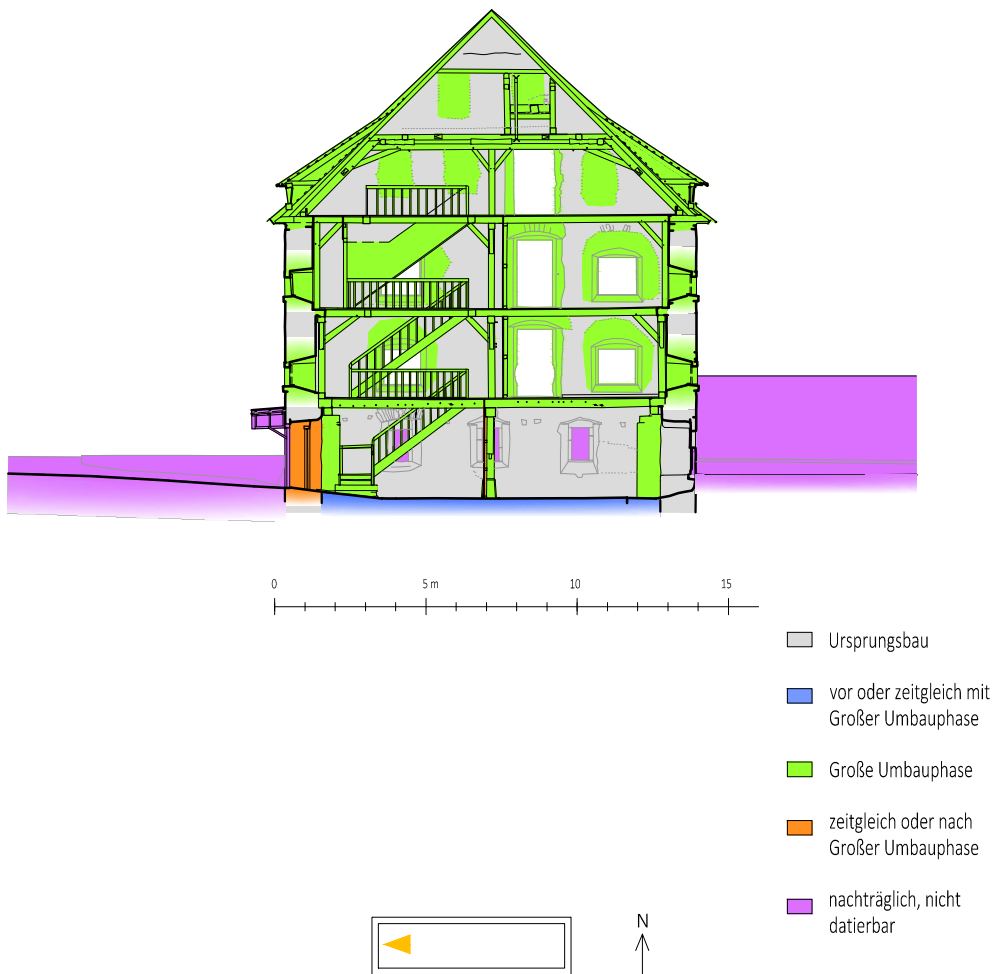 0 5 m 10 15
Ursprungsbau
vor oder zeitgleich mit
Großer Umbauphase
Große Umbauphase
zeitgleich oder nach
Großer Umbauphase
nachträglich, nicht
datierbar
N